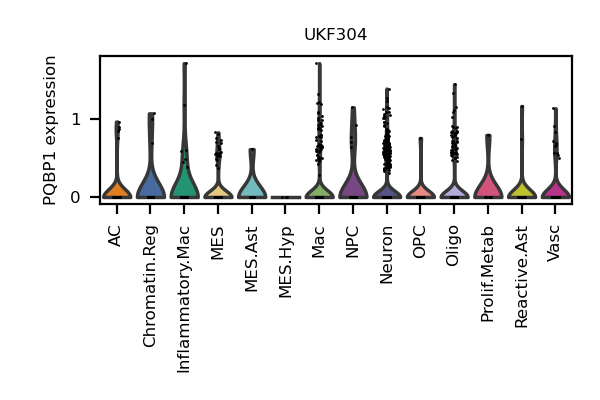 UKF304
PQBP1 expression
1
0
AC
Chromatin.Reg
Inflammatory.Mac
MES
MES.Ast
MES.Hyp
Mac
NPC
Neuron
OPC
Oligo
Prolif.Metab
Reactive.Ast
Vasc